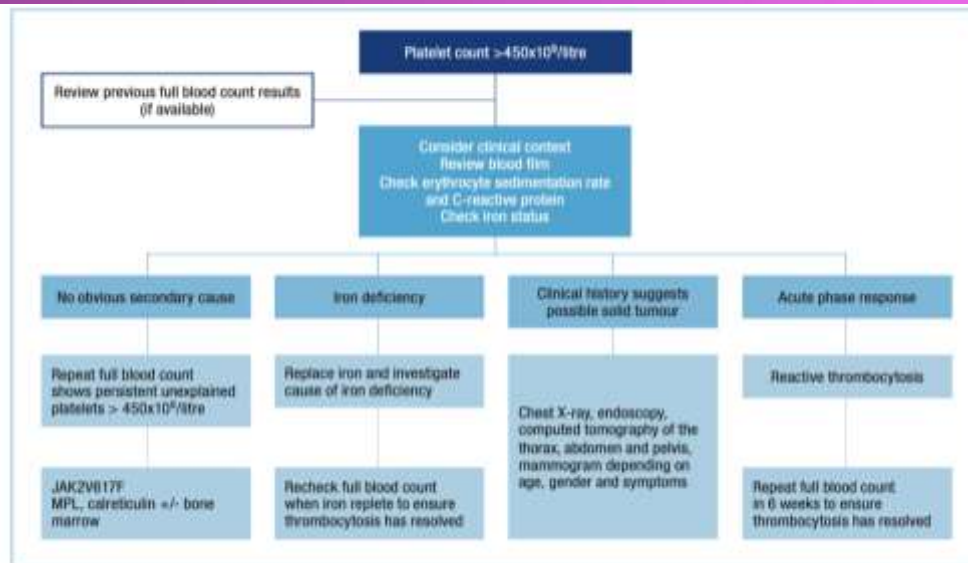 Platelet count >450x10⁹/litre
Review previous full blood count results
(if available)
Consider clinical context
Review blood film
Check erythrocyte sedimentation rate
and C-reactive protein
Check iron status
No obvious secondary cause
Iron deficiency
Clinical history suggests
possible solid tumour
Acute phase response
Repeat full blood count
shows persistent unexplained
platelets > 450x10⁹/litre
Replace iron and investigate
cause of iron deficiency
Chest X-ray, endoscopy,
computed tomography of the
thorax, abdomen and pelvis,
mammogram depending on
age, gender and symptoms
Reactive thrombocytosis
JAK2V617F
MPL, calreticulin +/- bone
marrow
Recheck full blood count
when iron replete to ensure
thrombocytosis has resolved
Repeat full blood count
in 6 weeks to ensure
thrombocytosis has resolved